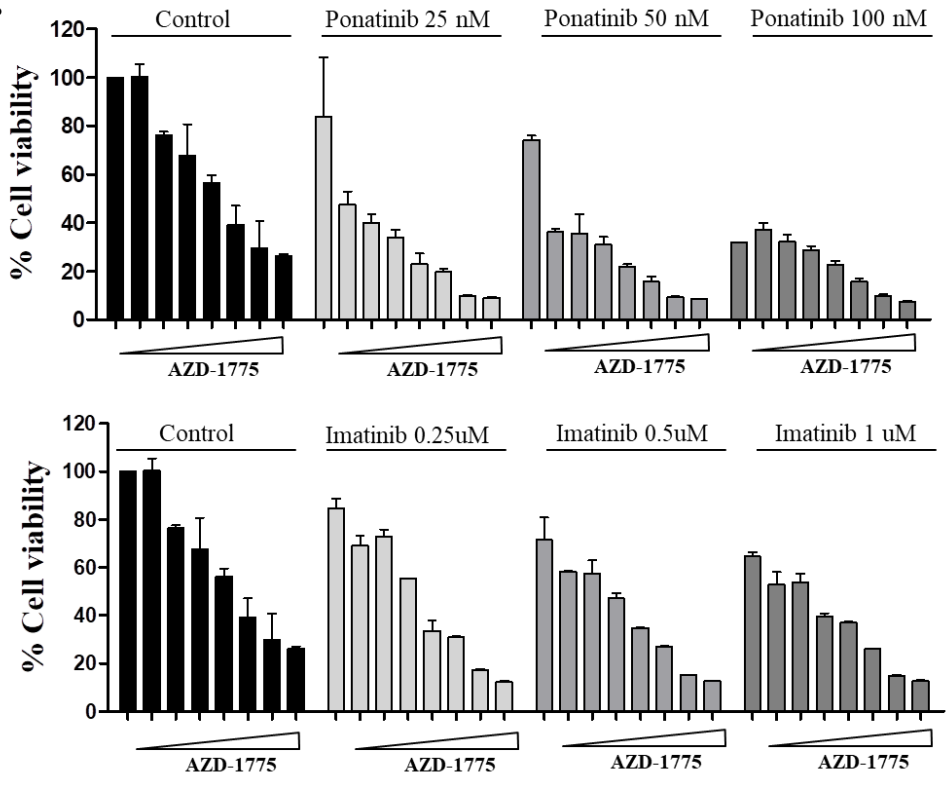 Control Ponatinib 25 nM Ponatinib 50 nM Ponatinib 100 nM
% Cell viability
120
100
80
60
40
20
0
AZD-1775 AZD-1775 AZD-1775 AZD-1775
Control Imatinib 0.25uM Imatinib 0.5uM Imatinib 1 uM
% Cell viability
120
100
80
60
40
20
0
AZD-1775 AZD-1775 AZD-1775 AZD-1775